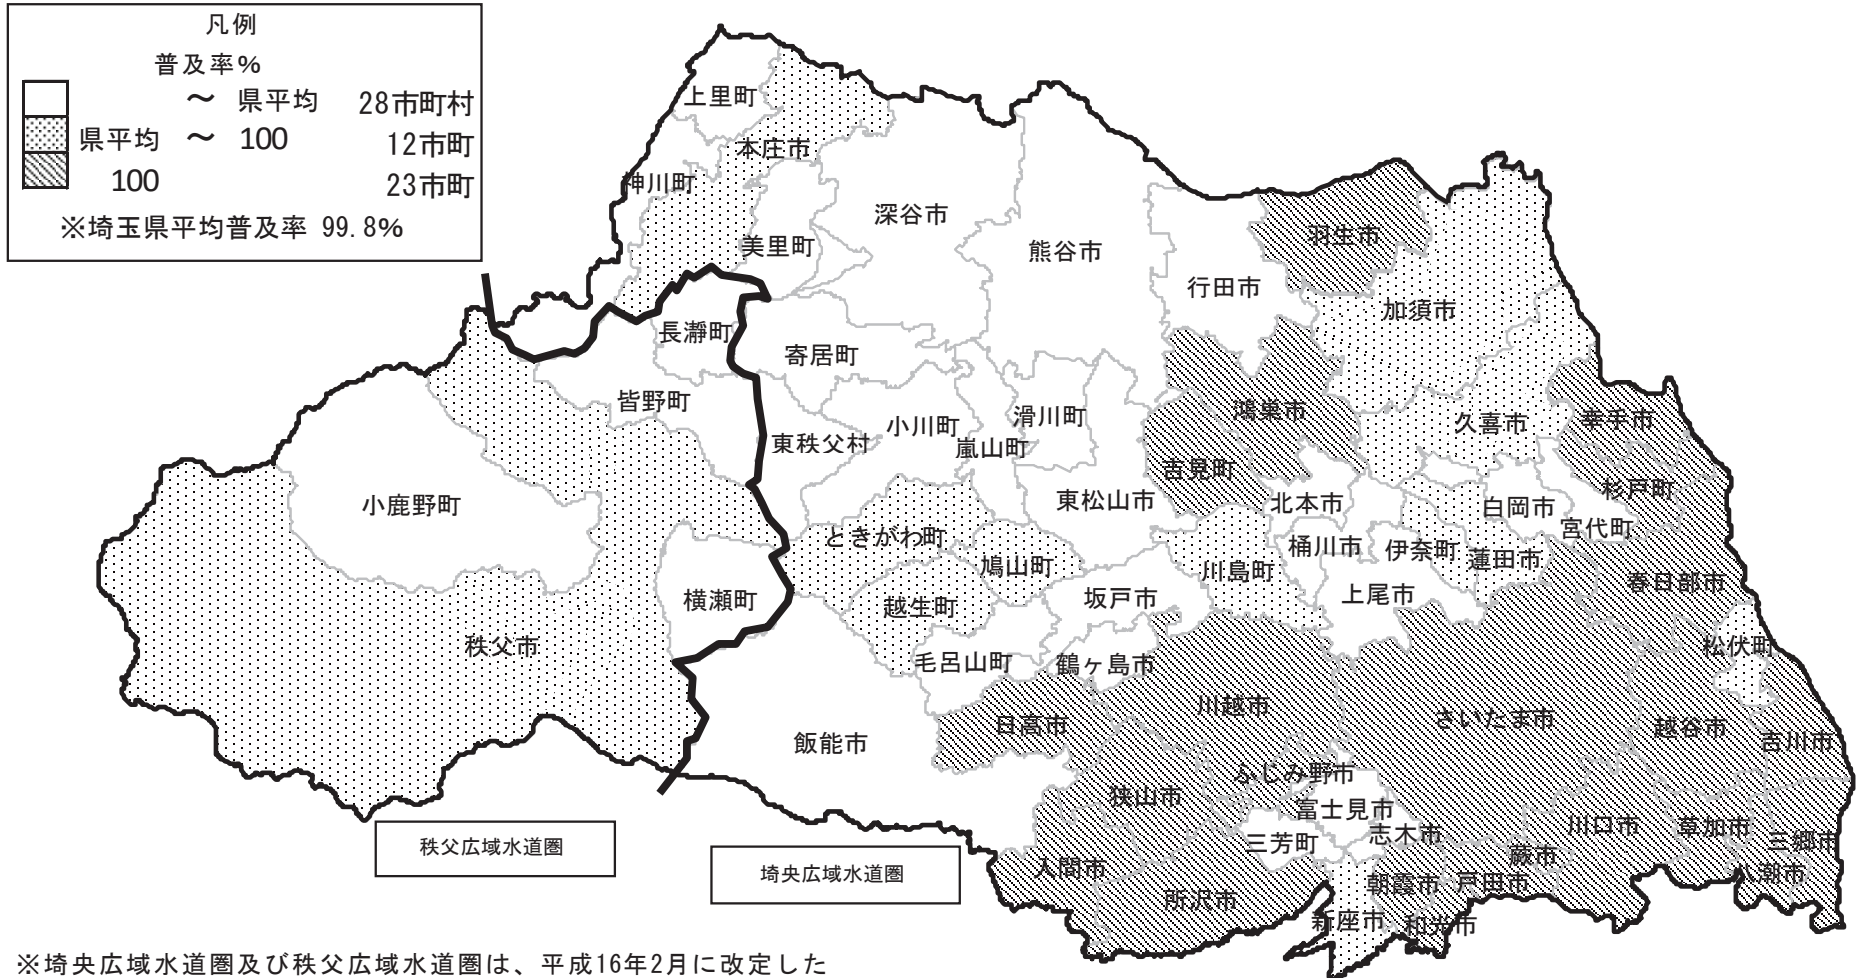 凡例
普及率%
～ 県平均 28市町村
県平均 ～ 100 12市町
100 23市町
※埼玉県平均普及率 99.8%
上里町
本庄市
神川町
深谷市
美里町
熊谷市
羽生市
行田市
加須市
長瀞町
寄居町
皆野町
小川町
滑川町
鴻巣市
久喜市
幸手市
東秩父村
嵐山町
吉見町
小鹿野町
東松山市
北本市
白岡市
杉戸町
宮代町
ときがわ町
鳩山町
川島町
桶川市
伊奈町
蓮田市
春日部市
横瀬町
越生町
坂戸市
上尾市
秩父市
毛呂山町
鶴ヶ島市
松伏町
川越市
さいたま市
日高市
越谷市
吉川市
飯能市
ふじみ野市
狭山市
富士見市
志木市
川口市
草加市
三郷市
三芳町
蕨市
入間市
朝霞市
戸田市
八潮市
所沢市
新座市
和光市
秩父広域水道圏
埼央広域水道圏
※埼央広域水道圏及び秩父広域水道圏は、平成16年2月に改定した